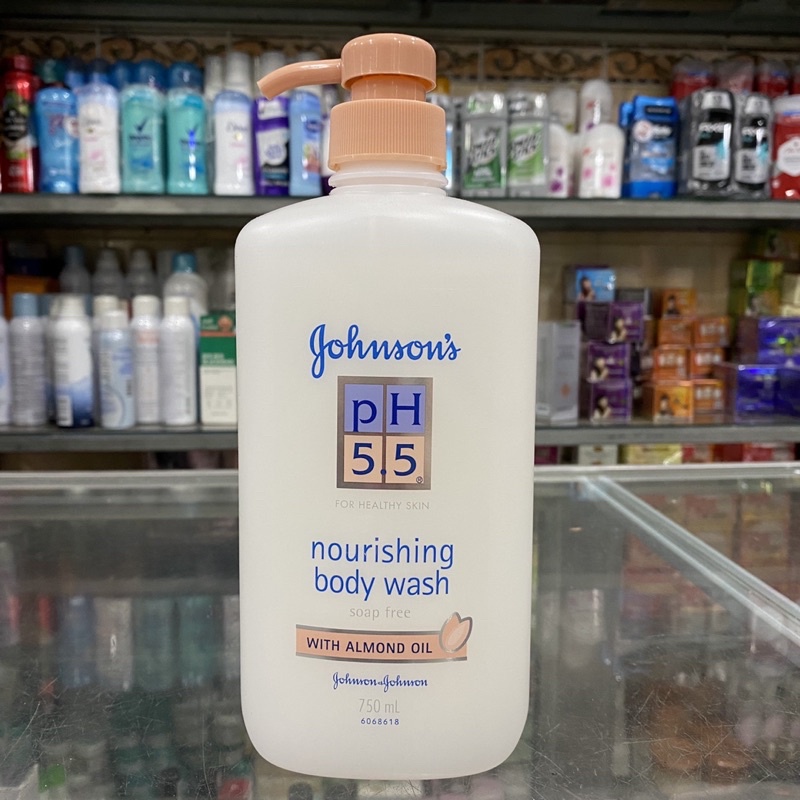 Johnson's
pH
5.5
®
FOR HEALTHY SKIN
nourishing
body wash
soap free
WITH ALMOND OIL
Johnson & Johnson
750 mL
6068618